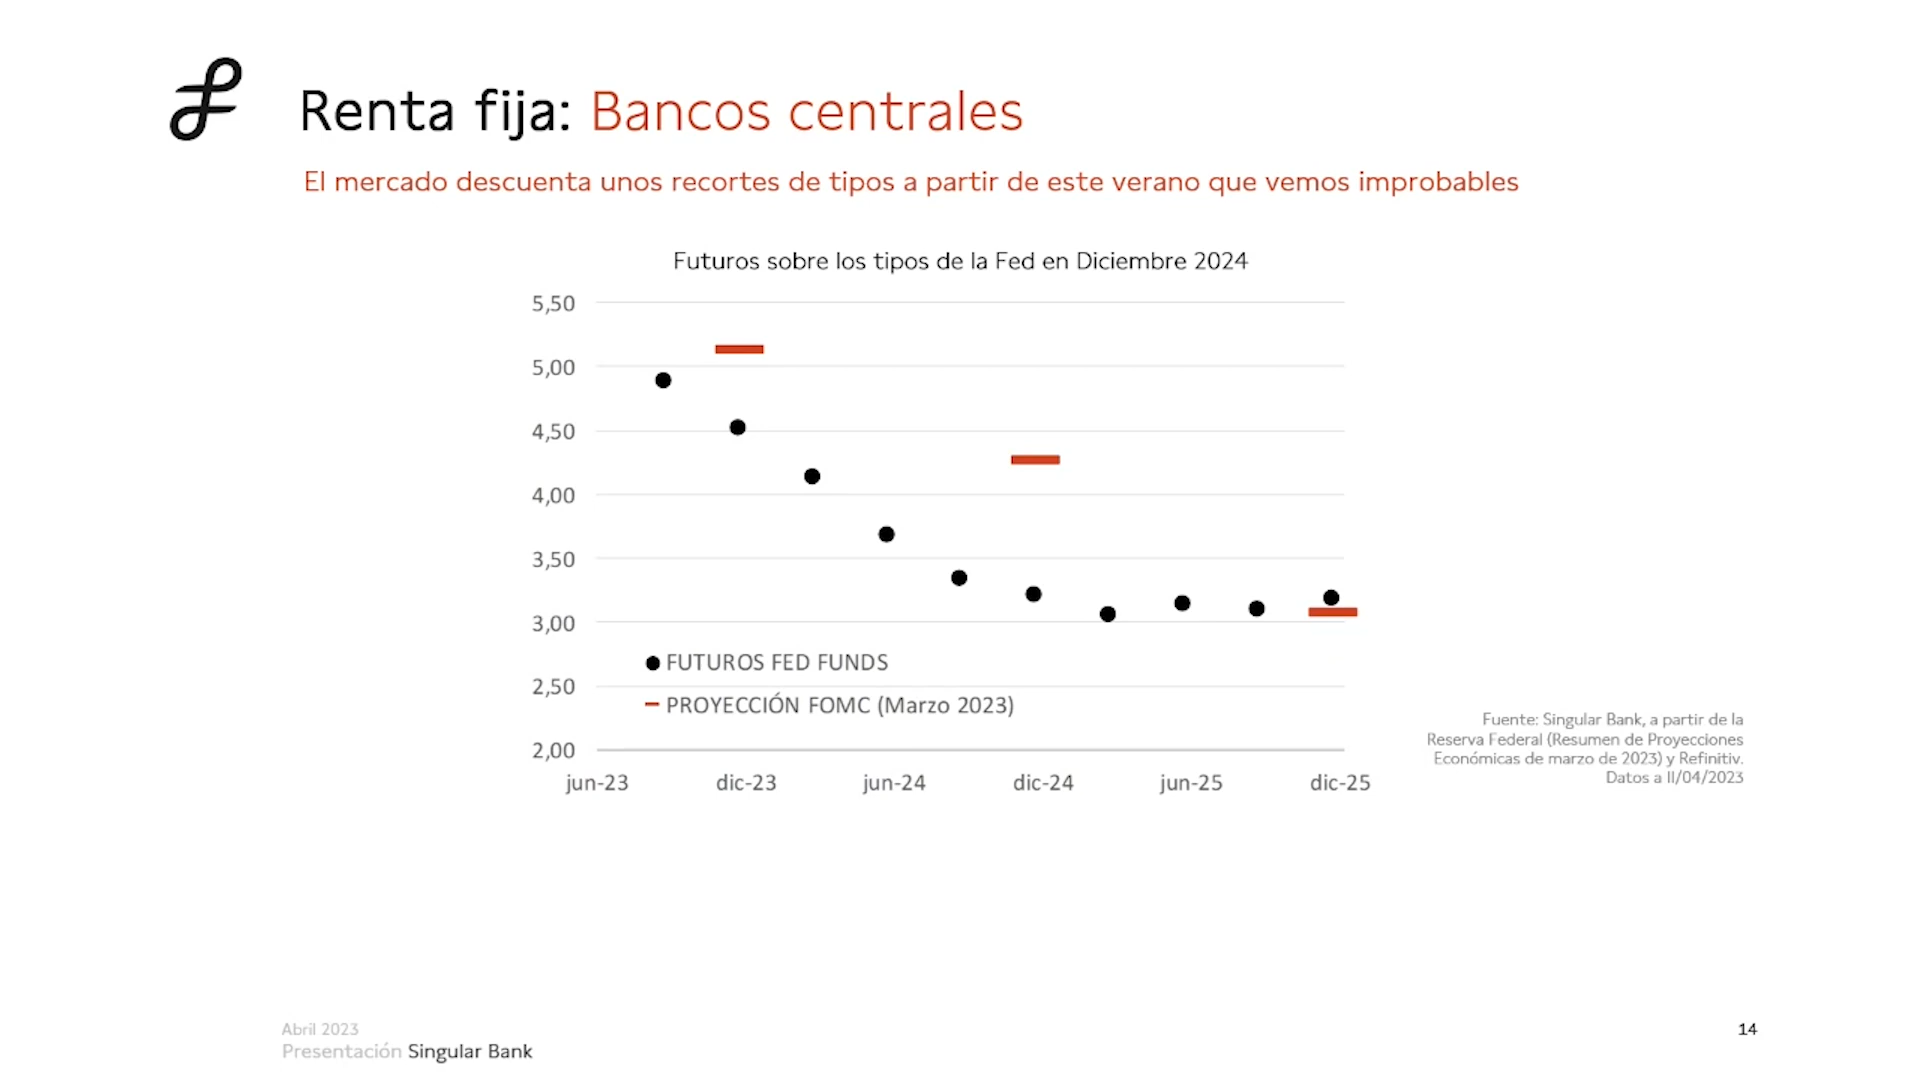 Renta fija: Bancos centrales
El mercado descuenta unos recortes de tipos a partir de este verano que vemos improbables
Futuros sobre los tipos de la Fed en Diciembre 2024
5,50
5,00
4,50
4,00
3,50
3,00
2,50
2,00
FUTUROS FED FUNDS
PROYECCIÓN FOMC (Marzo 2023)
jun-23 dic-23 jun-24 dic-24 jun-25 dic-25
Fuente: Singular Bank, a partir de la
Reserva Federal (Resumen de Proyecciones
Económicas de marzo de 2023) y Refinitiv.
Datos a 11/04/2023
Abril 2023
Presentación Singular Bank
14